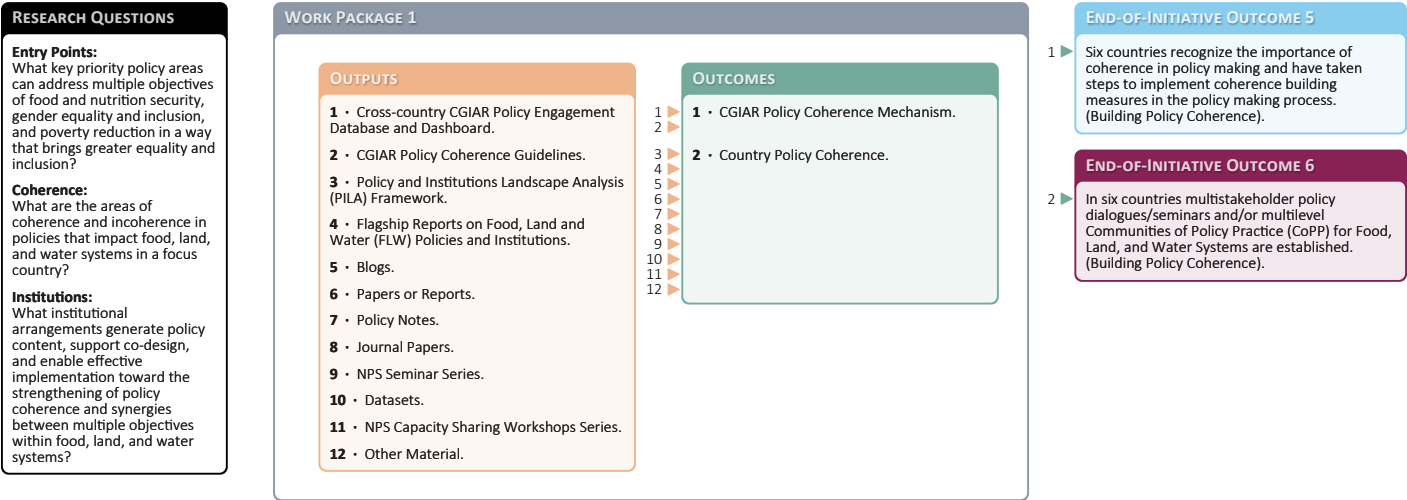 RESEARCH QUESTIONS
Entry Points:
What key priority policy areas
can address multiple objectives
of food and nutrition security,
gender equality and inclusion,
and poverty reduction in a way
that brings greater equality and
inclusion?
Coherence:
What are the areas of
coherence and incoherence in
policies that impact food, land,
and water systems in a focus
country?
Institutions:
What institutional
arrangements generate policy
content, support co-design,
and enable effective
implementation toward the
strengthening of policy
coherence and synergies
between multiple objectives
within food, land, and water
systems?
WORK PACKAGE 1
OUTPUTS
1 · Cross-country CGIAR Policy Engagement
Database and Dashboard.
2 · CGIAR Policy Coherence Guidelines.
3 · Policy and Institutions Landscape Analysis
(PILA) Framework.
4 · Flagship Reports on Food, Land and
Water (FLW) Policies and Institutions.
5 · Blogs.
6 · Papers or Reports.
7 · Policy Notes.
8 · Journal Papers.
9 · NPS Seminar Series.
10 · Datasets.
11 · NPS Capacity Sharing Workshops Series.
12 · Other Material.
1
2
3
4
5
6
7
8
9
10
11
12
OUTCOMES
1 · CGIAR Policy Coherence Mechanism.
2 · Country Policy Coherence.
END-OF-INITIATIVE OUTCOME 5
1
Six countries recognize the importance of
coherence in policy making and have taken
steps to implement coherence building
measures in the policy making process.
(Building Policy Coherence).
END-OF-INITIATIVE OUTCOME 6
2
In six countries multistakeholder policy
dialogues/seminars and/or multilevel
Communities of Policy Practice (CoPP) for Food,
Land, and Water Systems are established.
(Building Policy Coherence).